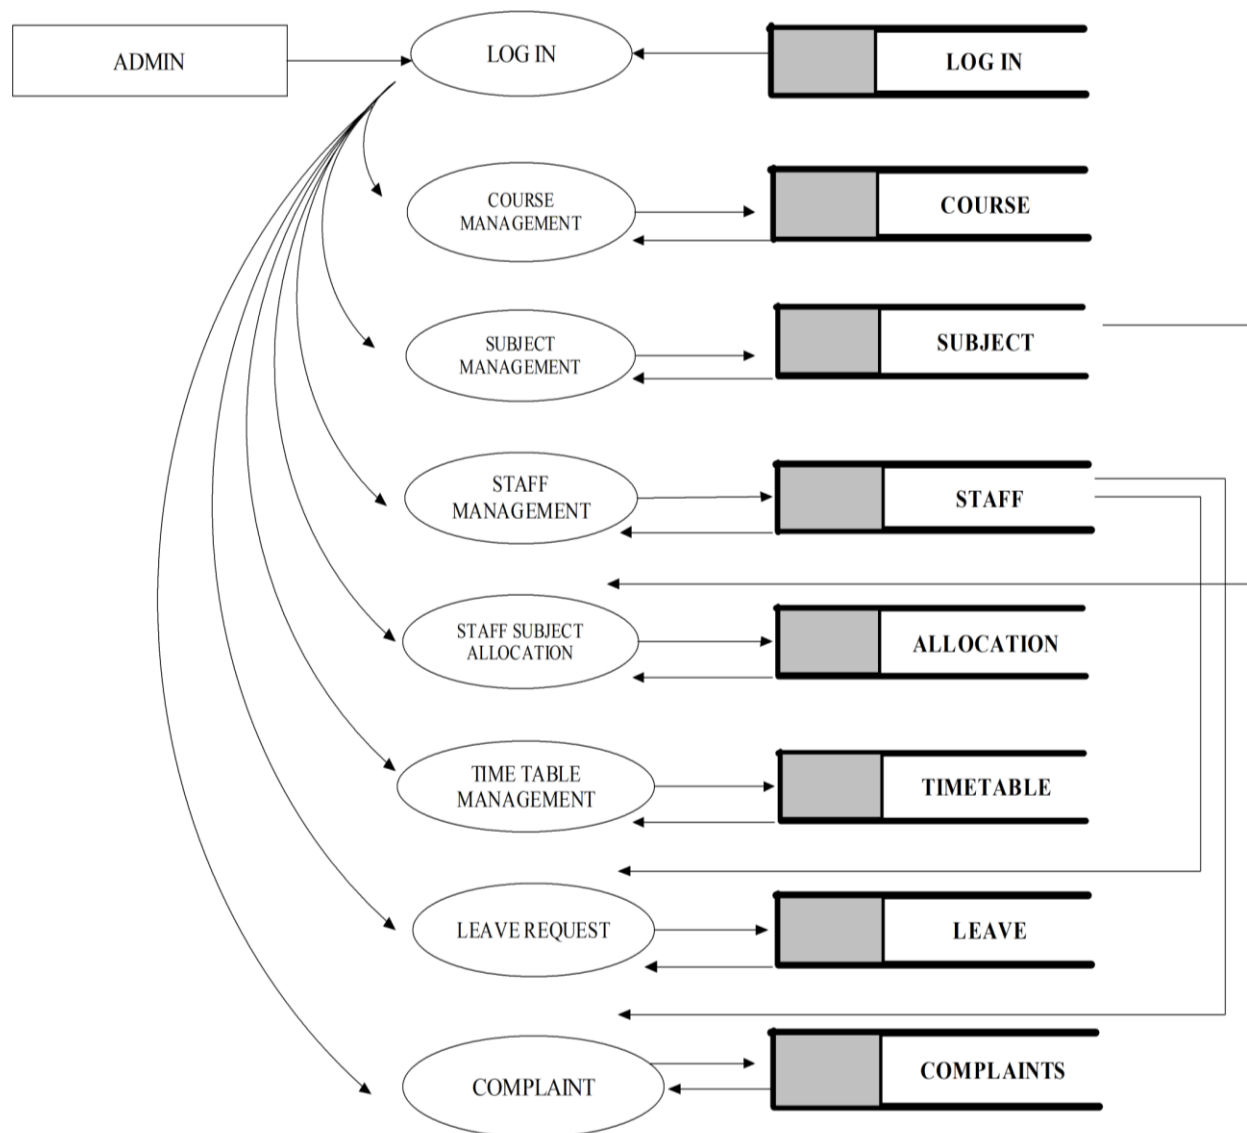 ADMIN
LOG IN
LOG IN
COURSE
MANAGEMENT
COURSE
SUBJECT
MANAGEMENT
SUBJECT
STAFF
MANAGEMENT
STAFF
STAFF SUBJECT
ALLOCATION
ALLOCATION
TIME TABLE
MANAGEMENT
TIMETABLE
LEAVE REQUEST
LEAVE
COMPLAINT
COMPLAINTS